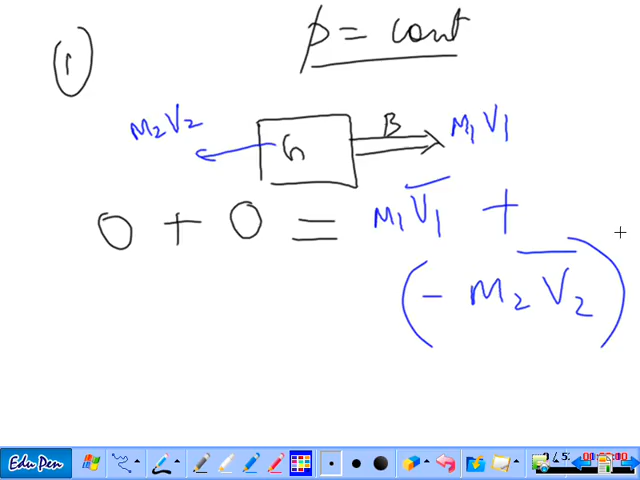 ①
p = const
m₂V₂
G
B
M₁V₁
0 + 0 = M₁V₁ +
(- M₂V₂)
Edu Pen